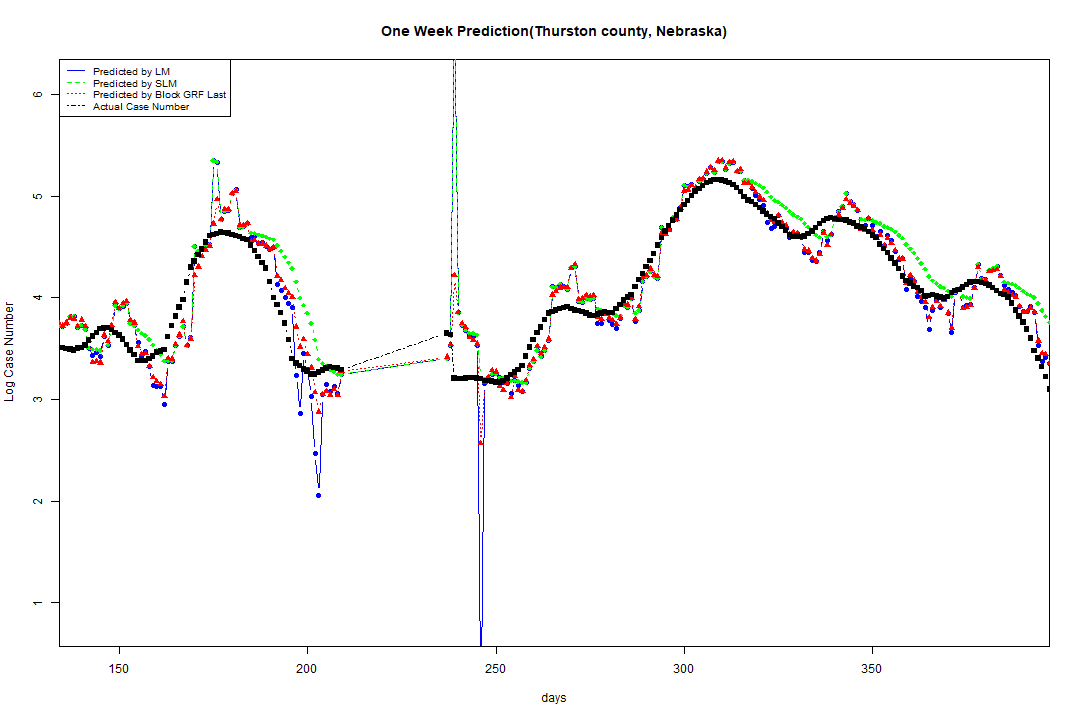 One Week Prediction(Thurston county, Nebraska)
Predicted by LM
Predicted by SLM
Predicted by Block GRF Last
Actual Case Number
Log Case Number
6
5
4
3
2
1
150
200
250
300
350
days